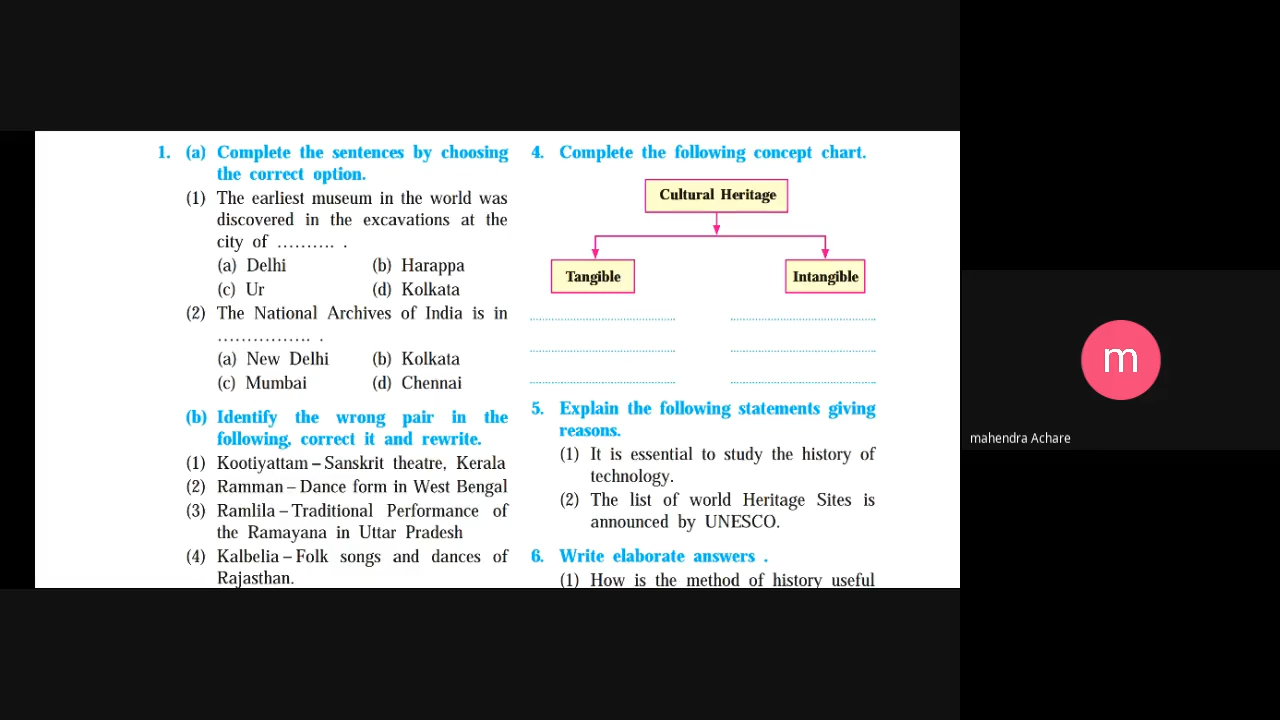 1. (a) Complete the sentences by choosing
the correct option.
(1) The earliest museum in the world was
discovered in the excavations at the
city of .......... .
(a) Delhi (b) Harappa
(c) Ur (d) Kolkata
(2) The National Archives of India is in
................ .
(a) New Delhi (b) Kolkata
(c) Mumbai (d) Chennai
(b) Identify the wrong pair in the
following, correct it and rewrite.
(1) Kootiyattam – Sanskrit theatre, Kerala
(2) Ramman – Dance form in West Bengal
(3) Ramlila – Traditional Performance of
the Ramayana in Uttar Pradesh
(4) Kalbelia – Folk songs and dances of
Rajasthan.
4. Complete the following concept chart.
Cultural Heritage
Tangible Intangible
5. Explain the following statements giving
reasons.
(1) It is essential to study the history of
technology.
(2) The list of world Heritage Sites is
announced by UNESCO.
6. Write elaborate answers .
(1) How is the method of history useful
m
mahendra Achare